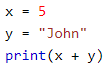 x = 5
y = "John"
print(x + y)